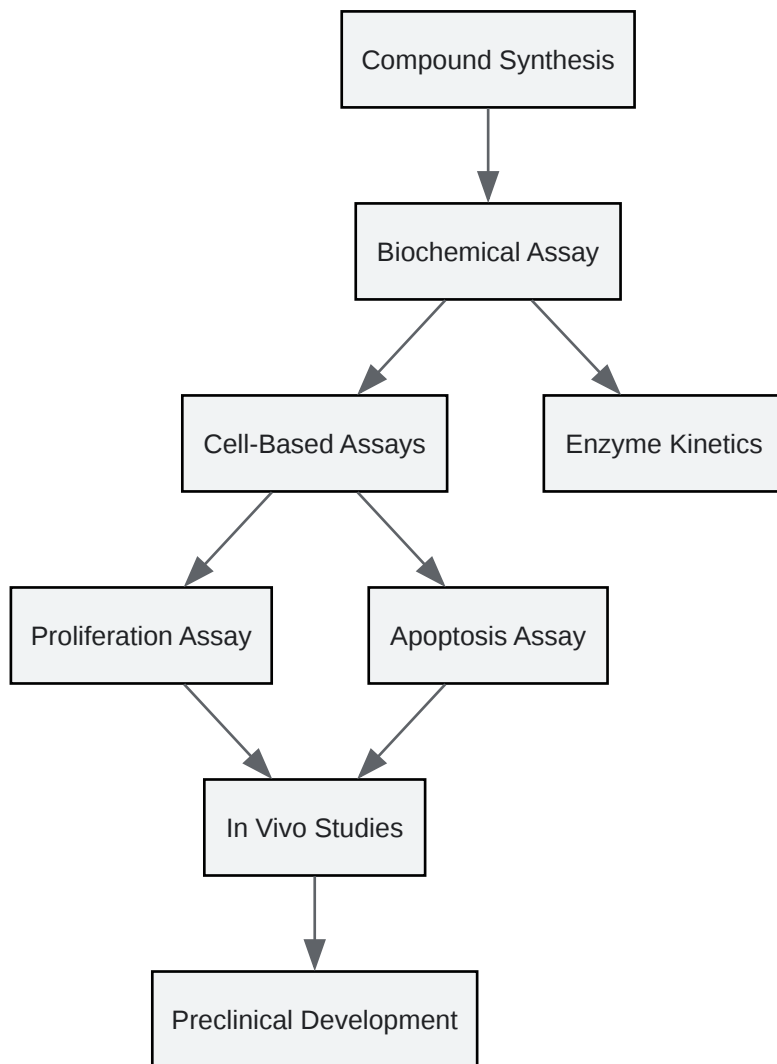 Compound Synthesis
Biochemical Assay
Cell-Based Assays
Enzyme Kinetics
Proliferation Assay
Apoptosis Assay
In Vivo Studies
Preclinical Development